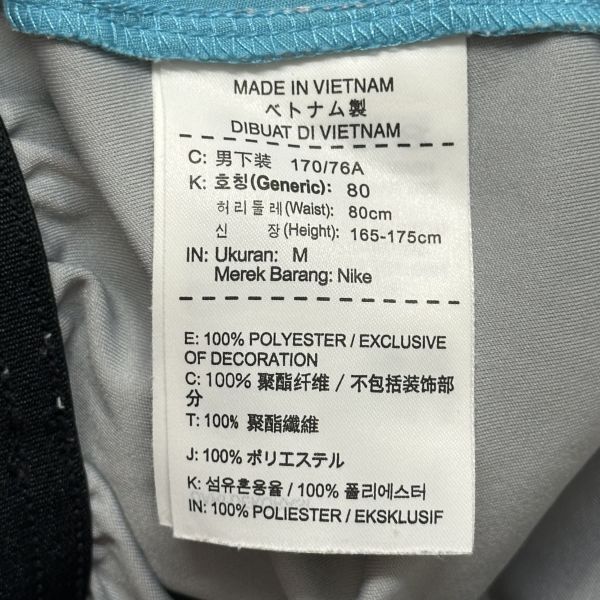 MADE IN VIETNAM
ベトナム製
DIBUAT DI VIETNAM
C: 男下装 170/76A
K: 호칭(Generic): 80
허리둘레(Waist): 80cm
신 장(Height): 165-175cm
IN: Ukuran: M
Merek Barang: Nike
E: 100% POLYESTER / EXCLUSIVE
OF DECORATION
C: 100% 聚酯纤维 / 不包括装饰部
分
T: 100% 聚酯纖維
J: 100% ポリエステル
K: 섬유혼용율 / 100% 폴리에스터
IN: 100% POLIESTER / EKSKLUSIF